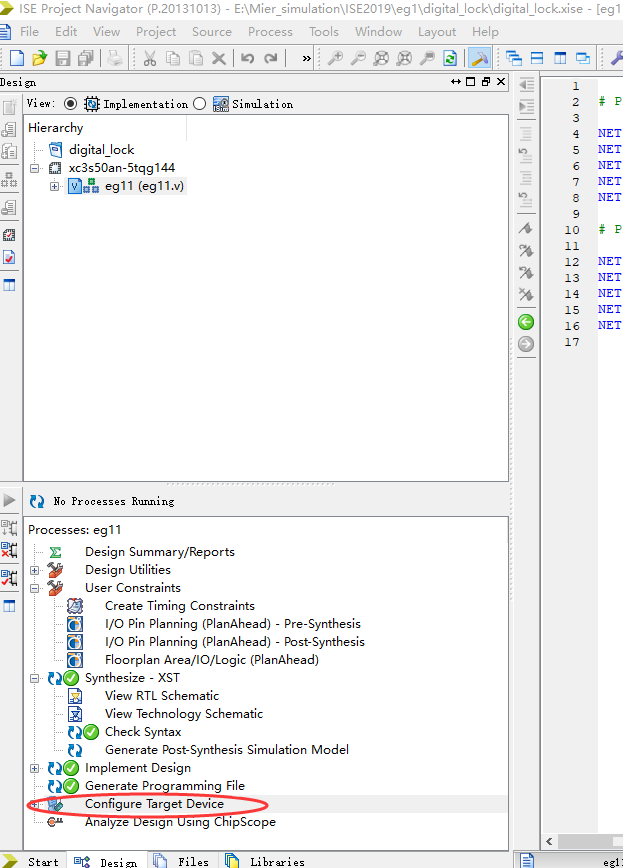 ISE Project Navigator (P.20131013) - E:\Mier_simulation\ISE2019\eg1\digital_lock\digital_lock.xise - [eg1
File Edit View Project Source Process Tools Window Layout Help
»
Design
View: Implementation Simulation
Hierarchy
digital_lock
xc3s50an-5tqg144
eg11 (eg11.v)
No Processes Running
Processes: eg11
Design Summary/Reports
Design Utilities
User Constraints
Create Timing Constraints
I/O Pin Planning (PlanAhead) - Pre-Synthesis
I/O Pin Planning (PlanAhead) - Post-Synthesis
Floorplan Area/IO/Logic (PlanAhead)
Synthesize - XST
View RTL Schematic
View Technology Schematic
Check Syntax
Generate Post-Synthesis Simulation Model
Implement Design
Generate Programming File
Configure Target Device
Analyze Design Using ChipScope
Start Design Files Libraries
1
2 # P
3
4 NET
5 NET
6 NET
7 NET
8 NET
9
10 # P
11
12 NET
13 NET
14 NET
15 NET
16 NET
17